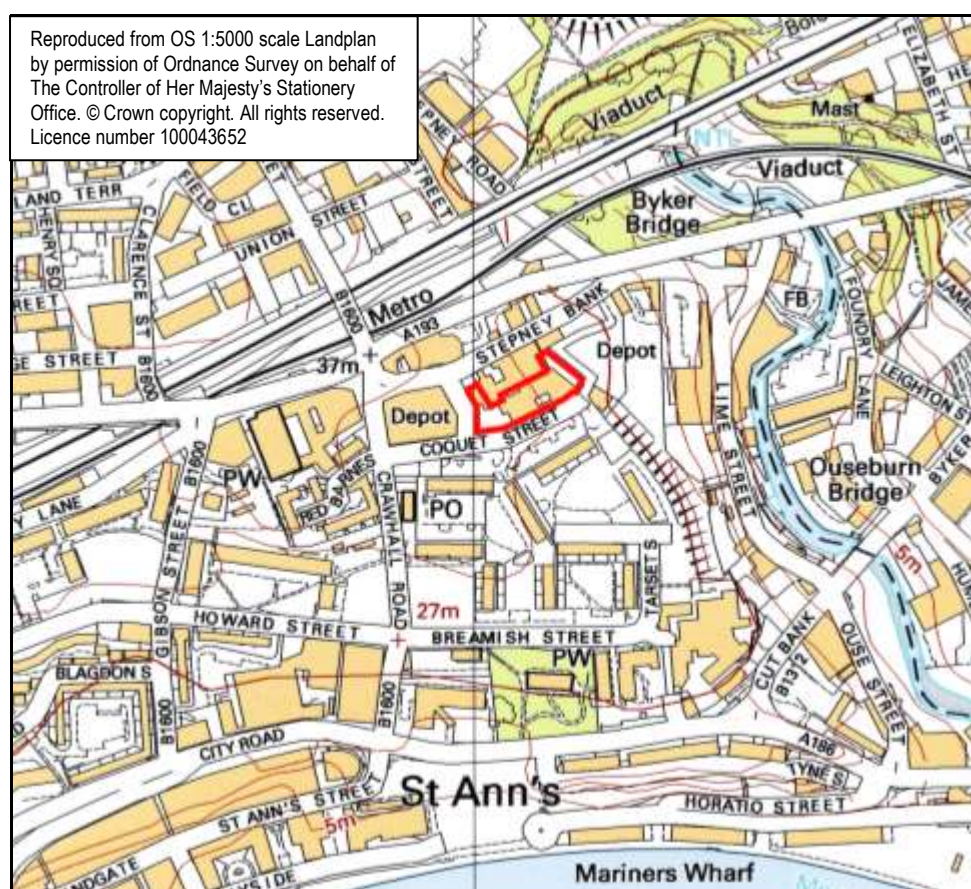 Reproduced from OS 1:5000 scale Landplan
by permission of Ordnance Survey on behalf of
The Controller of Her Majesty's Stationery
Office. © Crown copyright. All rights reserved.
Licence number 100043652
Viaduct
Mast
ELIZABETH ST
NTL
Viaduct
Byker
Bridge
ROAD
STREET
FIELD CL
UNION STREET
CLARENCE ST B1600
B1600
Metro
A193
STEPNEY BANK
FB
FOUNDRY LANE
37m
Depot
Depot
LEIGHTON S
COQUET STREET
LIME STREET
BYKER
PW
RED BARNES
CRAWHALL ROAD
PO
Ouseburn
Bridge
B1600
GIBSON STREET
TARSET S
5m
HOWARD STREET
27m
BREAMISH STREET
PW
CUT BANK
B1312
OUSE STREET
BLAGDON S
B1600
B1600
CITY ROAD
A186
St Ann's
TYNE S
HORATIO STREET
ST ANN'S STREET
5m
Mariners Wharf